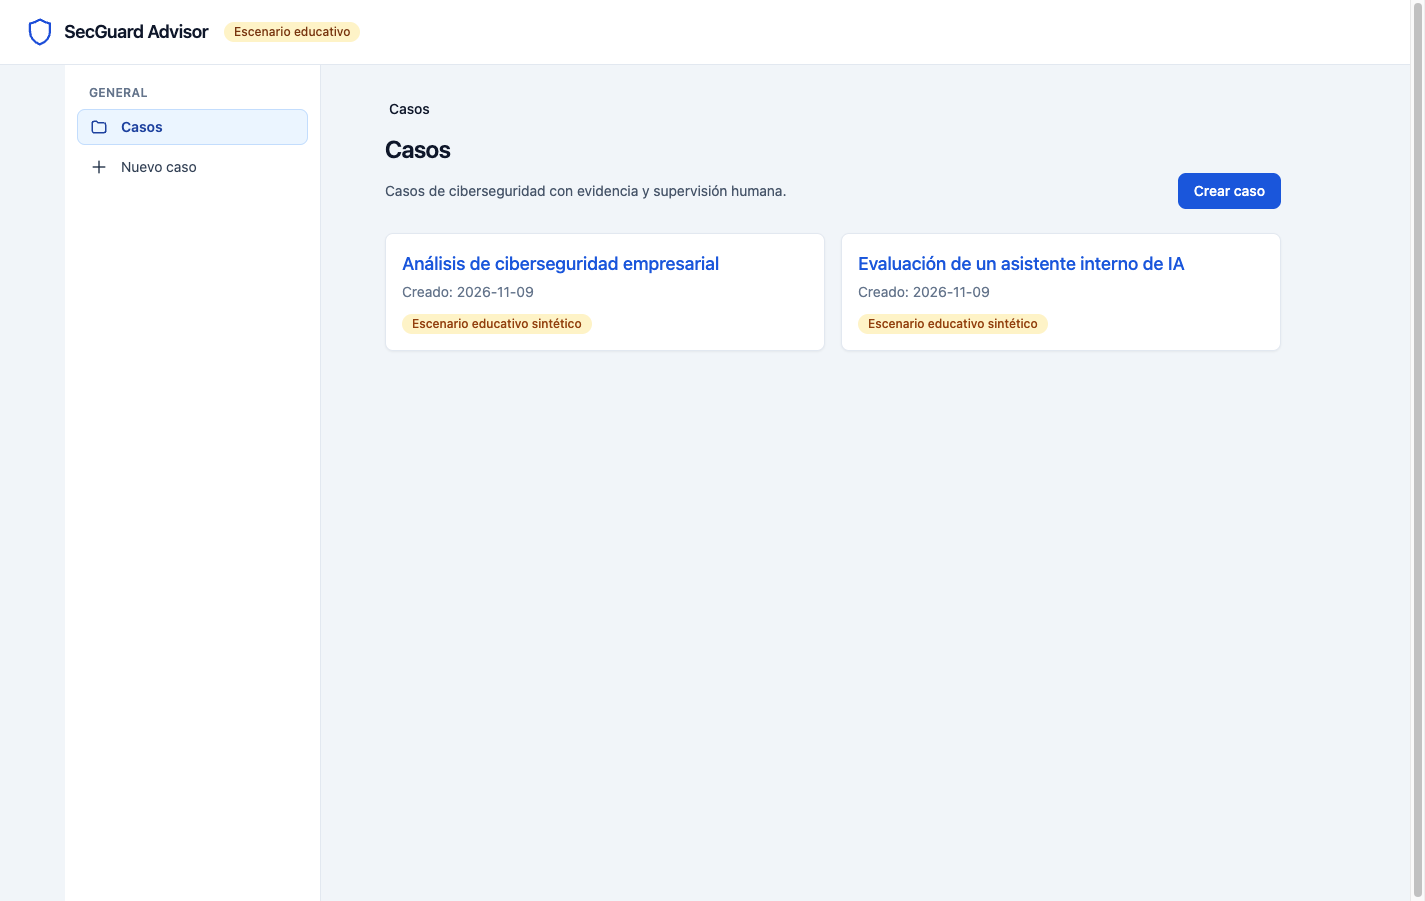 SecGuard Advisor
Escenario educativo
GENERAL
Casos
Nuevo caso
Casos
Casos
Casos de ciberseguridad con evidencia y supervisión humana.
Crear caso
Análisis de ciberseguridad empresarial
Creado: 2026-11-09
Escenario educativo sintético
Evaluación de un asistente interno de IA
Creado: 2026-11-09
Escenario educativo sintético